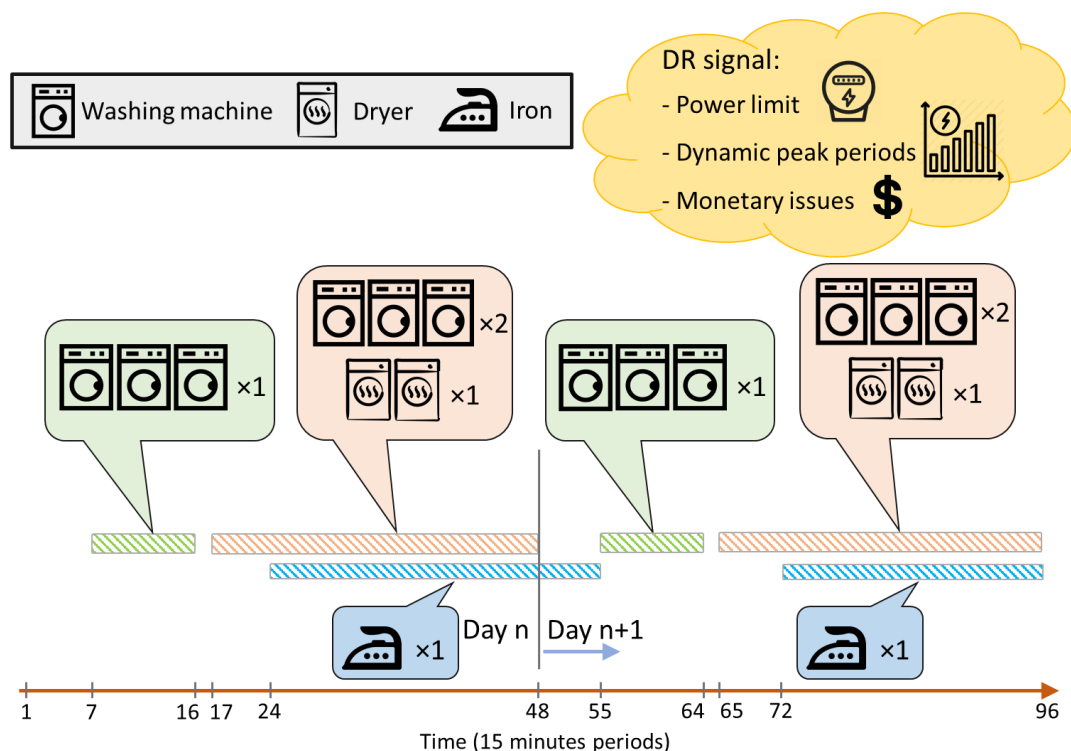 DR signal:
- Power limit
- Dynamic peak periods
- Monetary issues $
Washing machine Dryer Iron
×2
×1
×1
×2
×1
×1
×1
Day n
Day n+1
×1
1 7 16 17 24 48 55 64 65 72 96
Time (15 minutes periods)